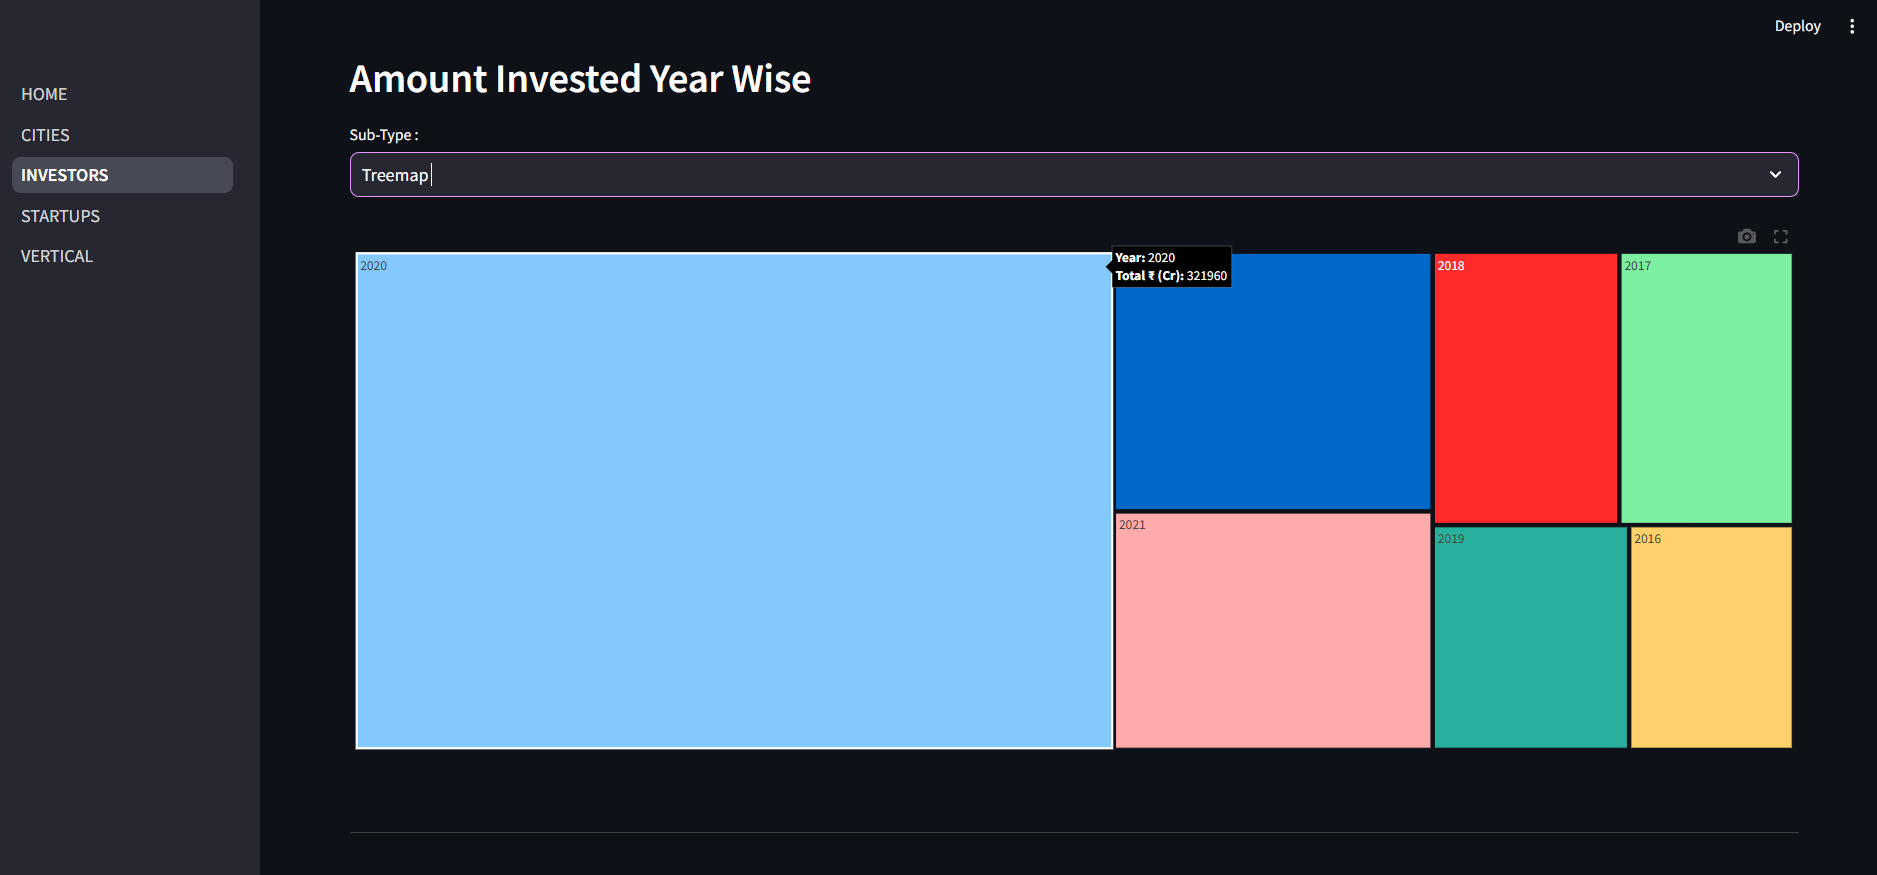 Deploy
HOME
CITIES
INVESTORS
STARTUPS
VERTICAL
Amount Invested Year Wise
Sub-Type :
Treemap
2020
Year: 2020
Total ₹ (Cr): 321960
2018
2017
2021
2019
2016